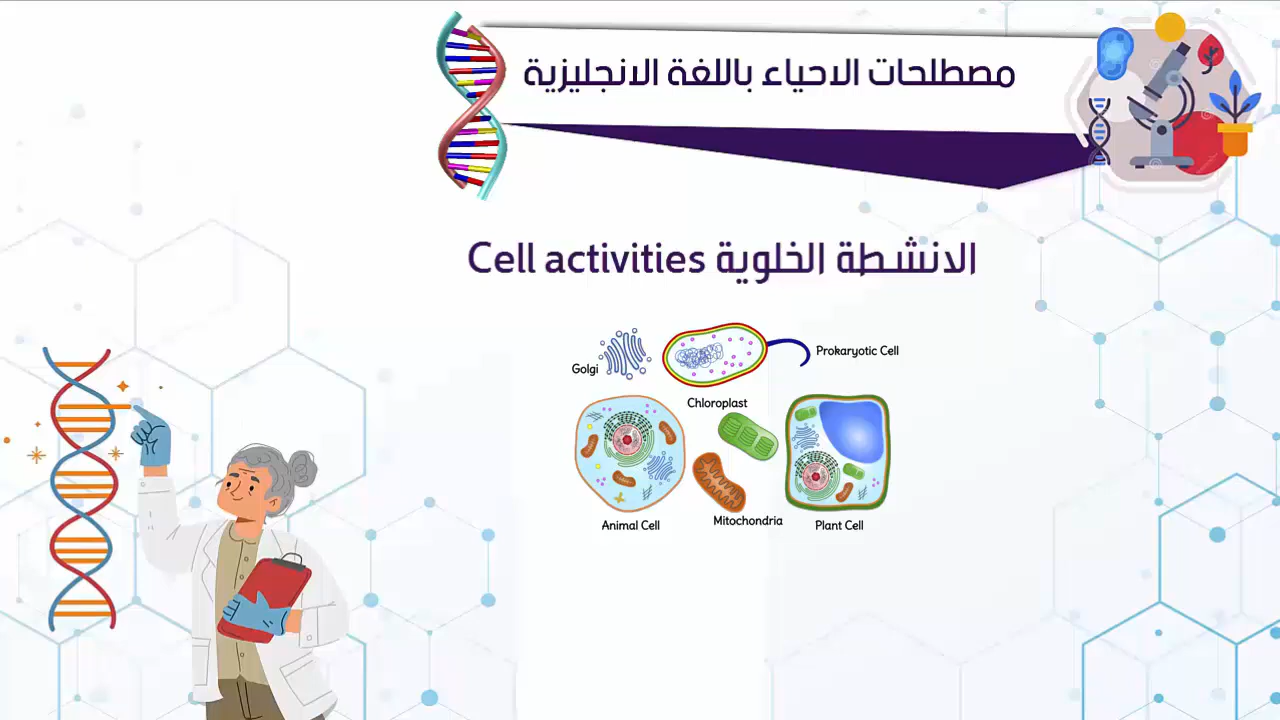 مصطلحات الاحياء باللغة الانجليزية
الانشطة الخلوية Cell activities
Golgi
Prokaryotic Cell
Chloroplast
Animal Cell
Mitochondria
Plant Cell